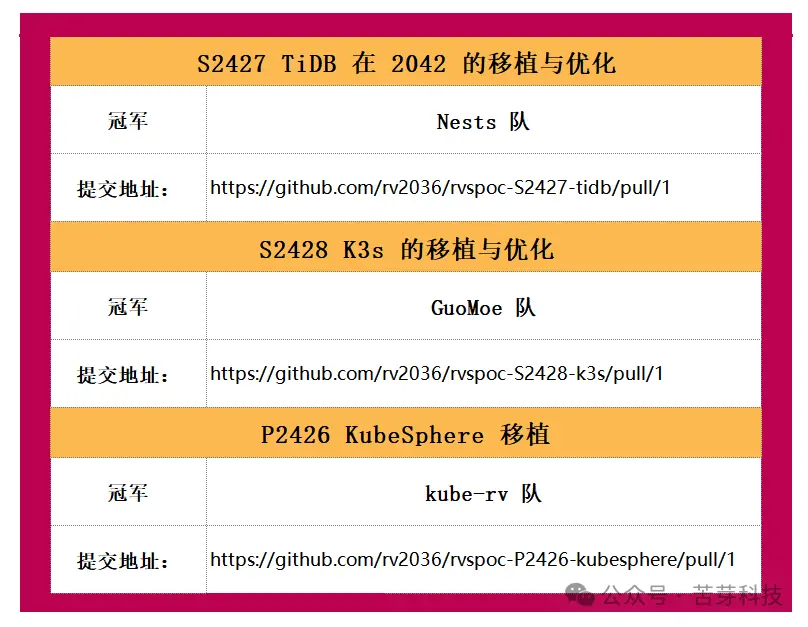 S2427 TiDB 在 2042 的移植与优化
冠军 Nests 队
提交地址： https://github.com/rv2036/rvspoc-S2427-tidb/pull/1
S2428 K3s 的移植与优化
冠军 GuoMoe 队
提交地址： https://github.com/rv2036/rvspoc-S2428-k3s/pull/1
P2426 KubeSphere 移植
冠军 kube-rv 队
提交地址： https://github.com/rv2036/rvspoc-P2426-kubesphere/pull/1
公众号 · 苦芽科技